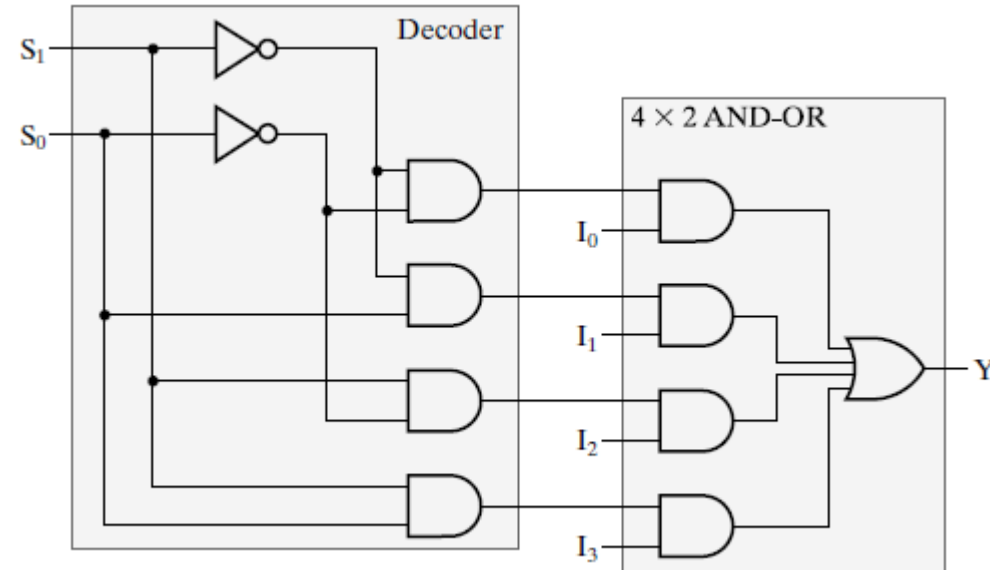 Decoder
S₁
S₀
4 × 2 AND-OR
I₀
I₁
I₂
I₃
Y